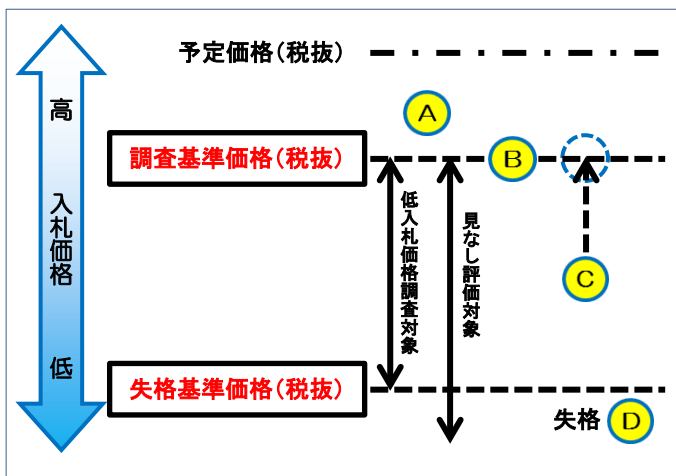 予定価格(税抜)
高
A
調査基準価格(税抜)
B
入札価格
低入札価格調査対象
見なし評価対象
C
低
失格基準価格(税抜)
失格
D